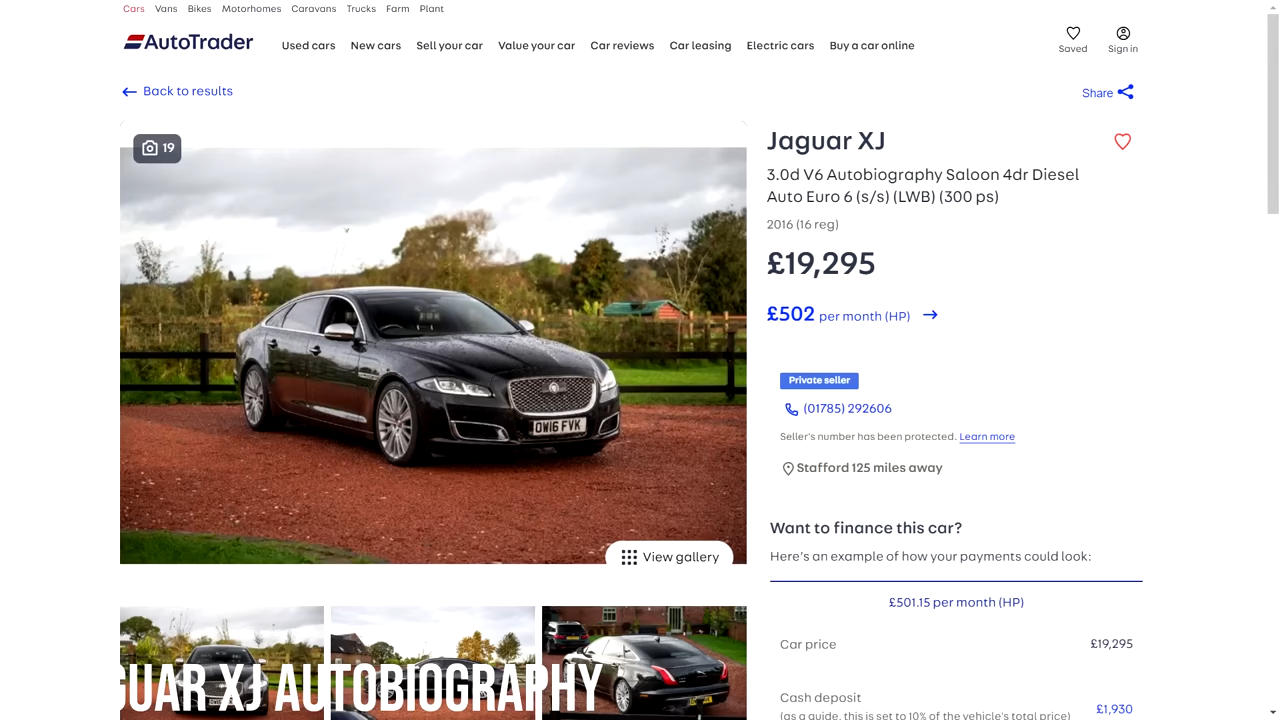 Cars Vans Bikes Motorhomes Caravans Trucks Farm Plant
AutoTrader
Used cars New cars Sell your car Value your car Car reviews Car leasing Electric cars Buy a car online
Saved Sign in
Back to results
Share
19
Jaguar XJ
3.0d V6 Autobiography Saloon 4dr Diesel
Auto Euro 6 (s/s) (LWB) (300 ps)
2016 (16 reg)
£19,295
£502 per month (HP)
Private seller
(01785) 292606
Seller's number has been protected. Learn more
Stafford 125 miles away
OW16 FVK
View gallery
Want to finance this car?
Here's an example of how your payments could look:
£501.15 per month (HP)
Car price £19,295
Cash deposit
(as a guide, this is set to 10% of the vehicle's total price) £1,930
GUAR XJ AUTOBIOGRAPHY